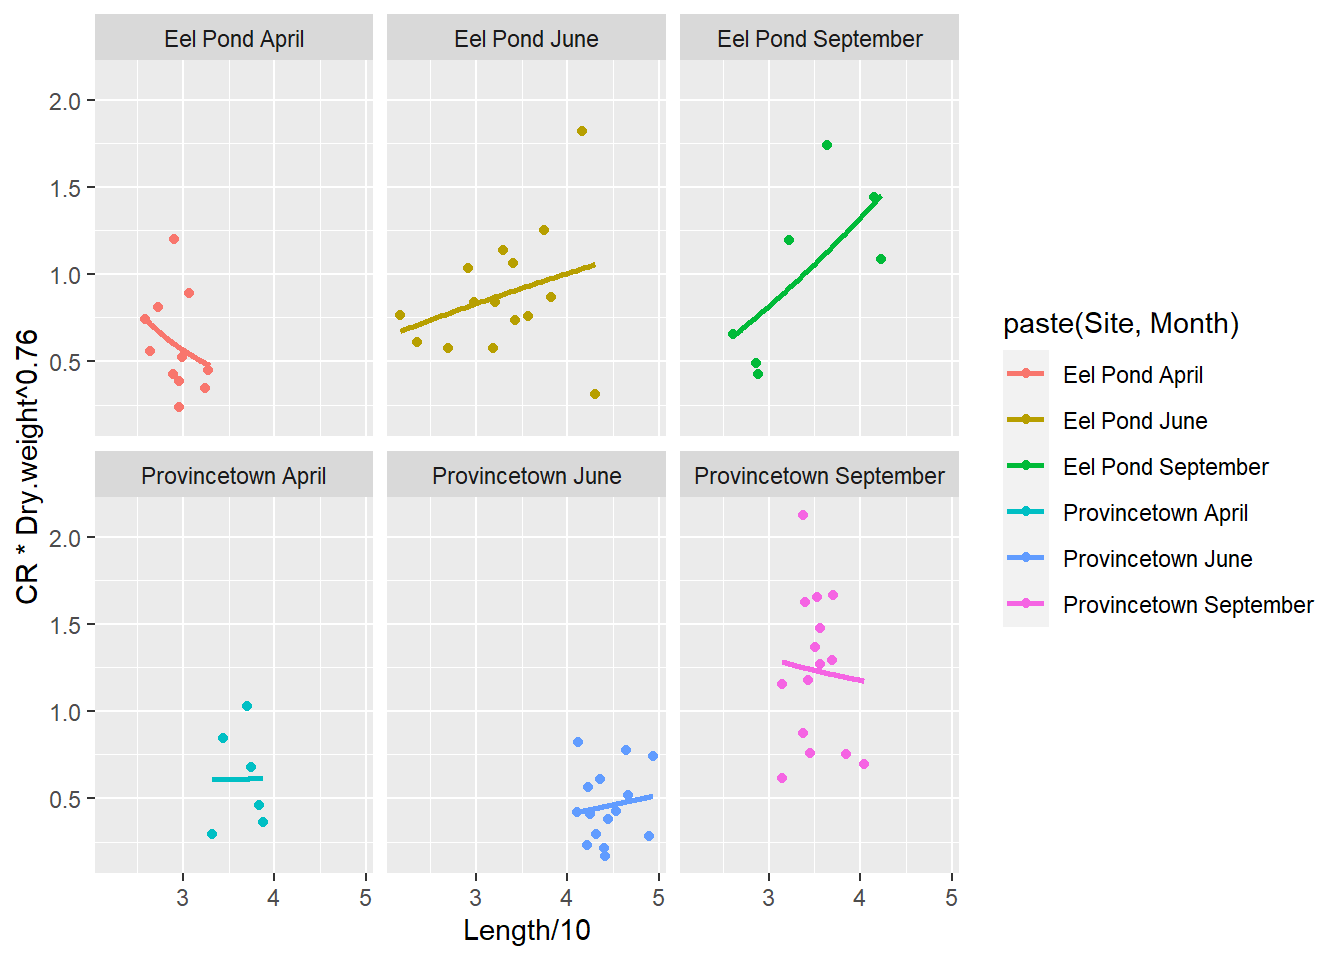 Eel Pond April
Eel Pond June
Eel Pond September
2.0
1.5
1.0
0.5
Provincetown April
Provincetown June
Provincetown September
2.0
1.5
1.0
0.5
3 4 5
3 4 5
3 4 5
Length/10
CR * Dry.weight^0.76
paste(Site, Month)
Eel Pond April
Eel Pond June
Eel Pond September
Provincetown April
Provincetown June
Provincetown September